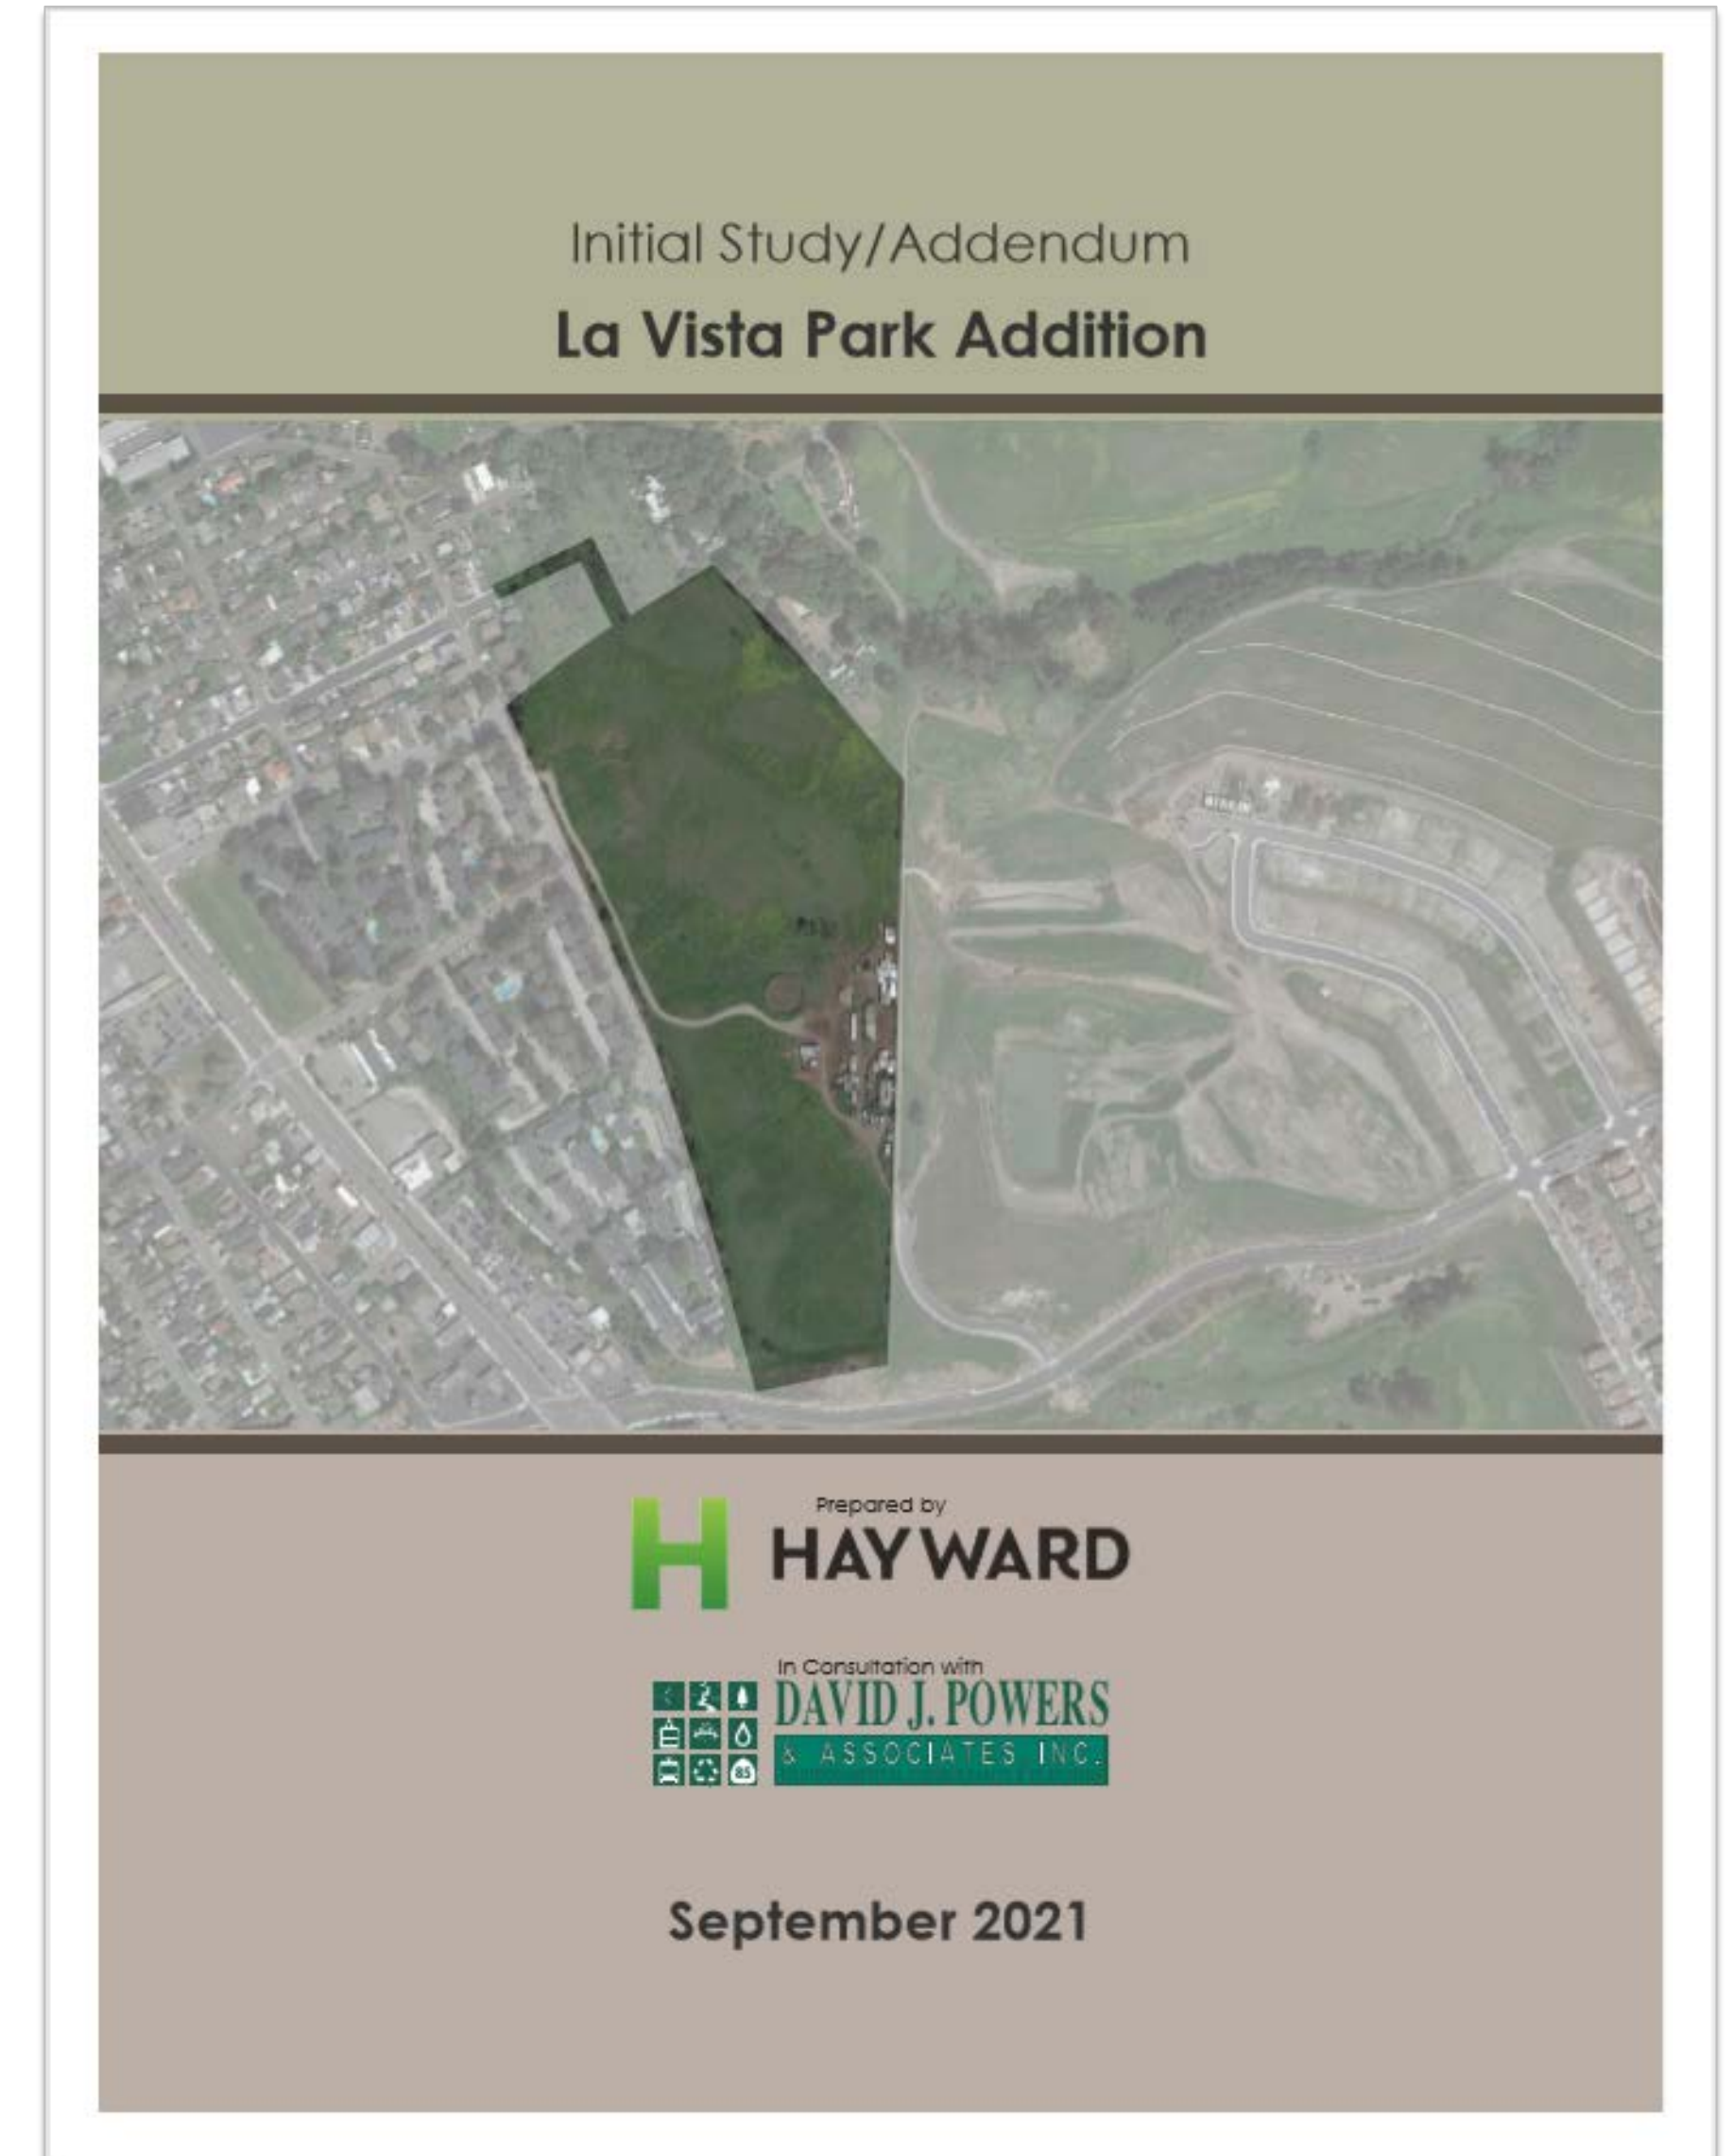 Initial Study/Addendum
La Vista Park Addition
Prepared by
H HAYWARD
In Consultation with
DAVID J. POWERS
& ASSOCIATES INC.
85
September 2021